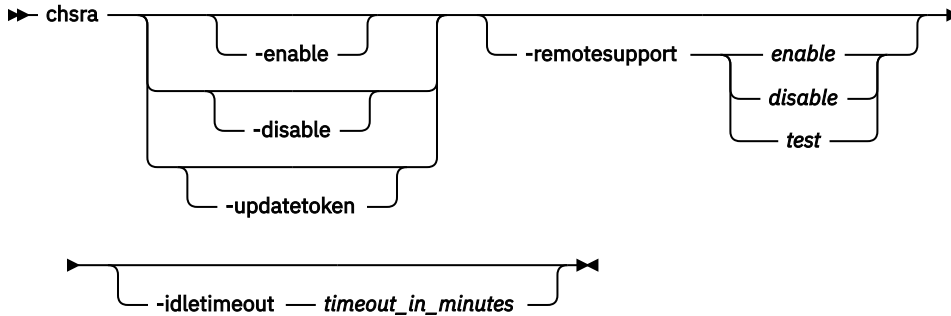 chsra
-enable
-disable
-updatetoken
-remotesupport
enable
disable
test
-idletimeout timeout_in_minutes